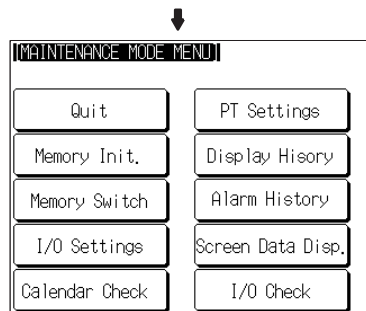 [MAINTENANCE MODE MENU]
Quit
PT Settings
Memory Init.
Display Hisory
Memory Switch
Alarm History
I/O Settings
Screen Data Disp.
Calendar Check
I/O Check